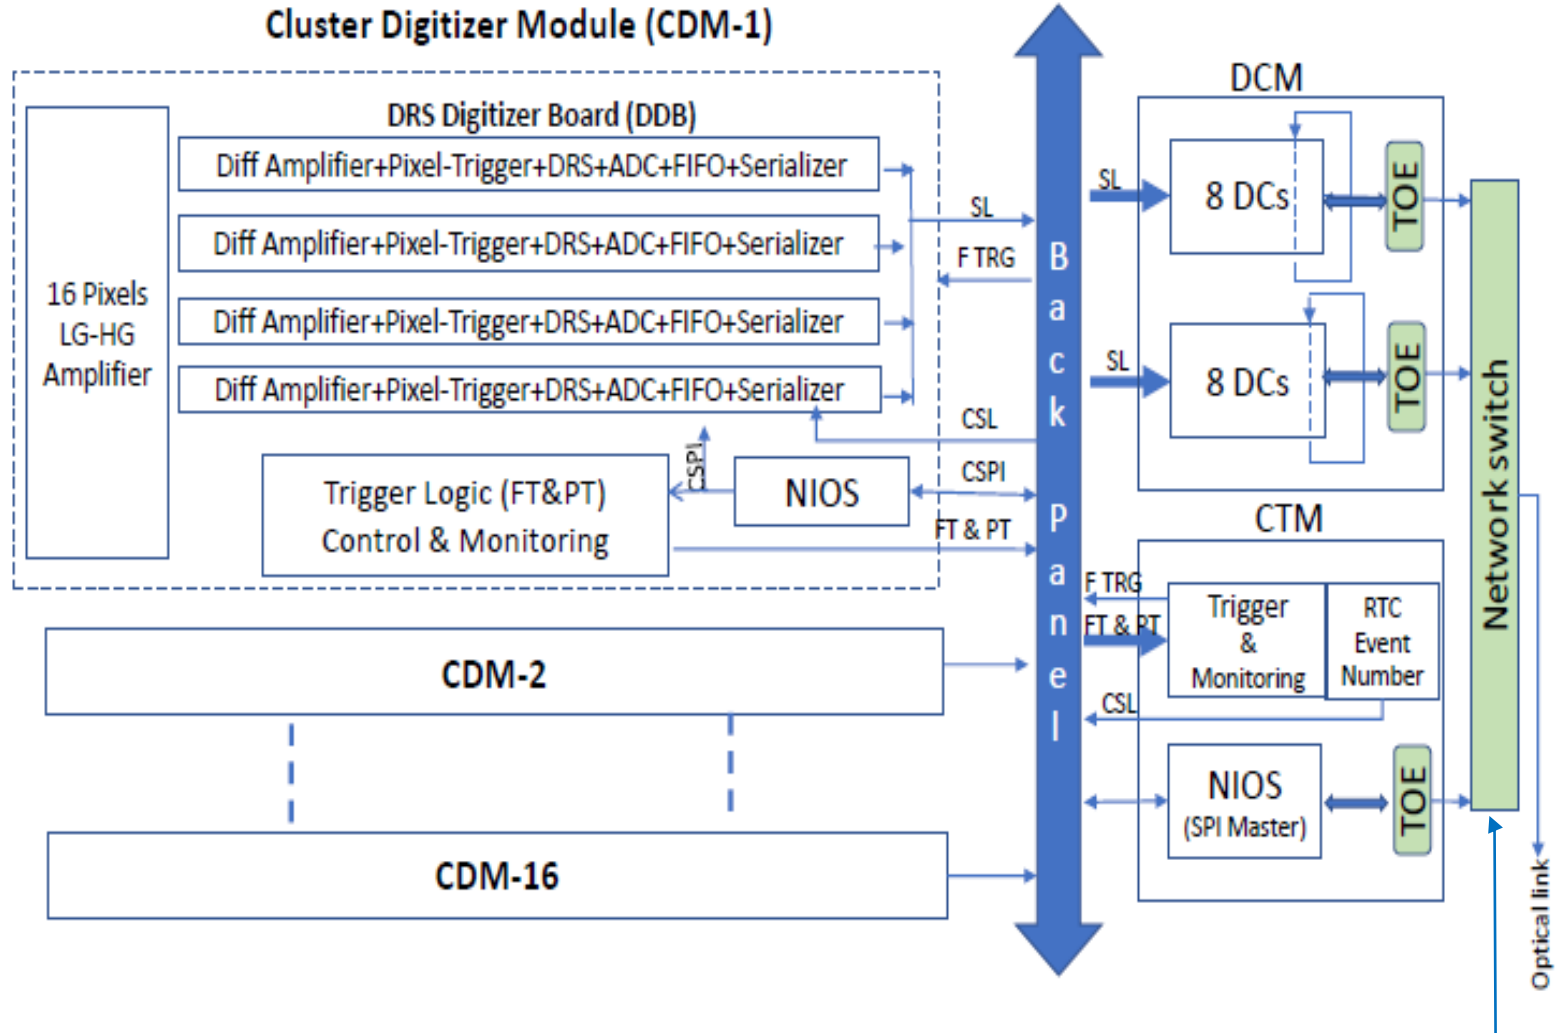 Cluster Digitizer Module (CDM-1)
DRS Digitizer Board (DDB)
16 Pixels
LG-HG
Amplifier
Diff Amplifier+Pixel-Trigger+DRS+ADC+FIFO+Serializer
Diff Amplifier+Pixel-Trigger+DRS+ADC+FIFO+Serializer
Diff Amplifier+Pixel-Trigger+DRS+ADC+FIFO+Serializer
Diff Amplifier+Pixel-Trigger+DRS+ADC+FIFO+Serializer
SL
F TRG
CSL
CSPI
CSPI
FT & PT
Trigger Logic (FT&PT)
Control & Monitoring
NIOS
CDM-2
CDM-16
Back Panel
DCM
SL
8 DCs
TOE
SL
8 DCs
TOE
CTM
F TRG
FT & PT
CSL
Trigger
&
Monitoring
RTC
Event
Number
NIOS
(SPI Master)
TOE
Network switch
Optical link